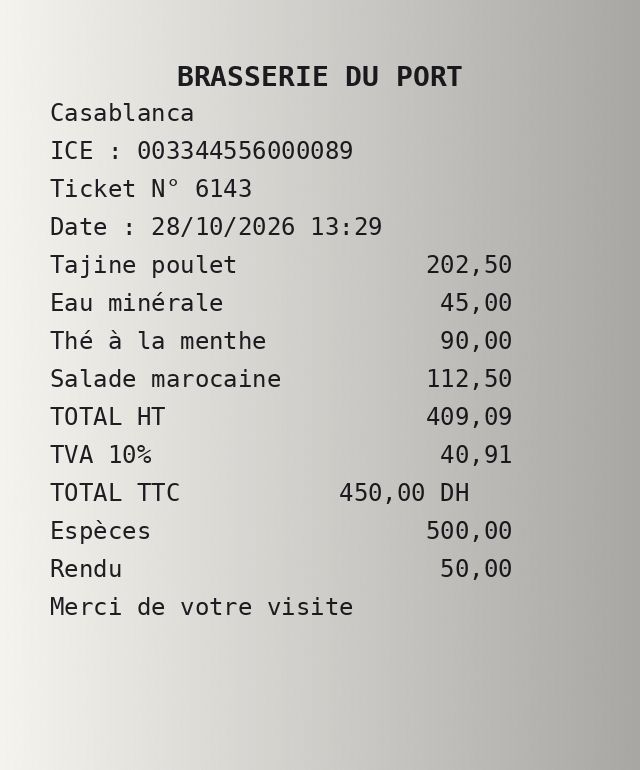 BRASSERIE DU PORT
Casablanca
ICE : 003344556000089
Ticket N° 6143
Date : 28/10/2026 13:29
Tajine poulet 202,50
Eau minérale 45,00
Thé à la menthe 90,00
Salade marocaine 112,50
TOTAL HT 409,09
TVA 10% 40,91
TOTAL TTC 450,00 DH
Espèces 500,00
Rendu 50,00
Merci de votre visite